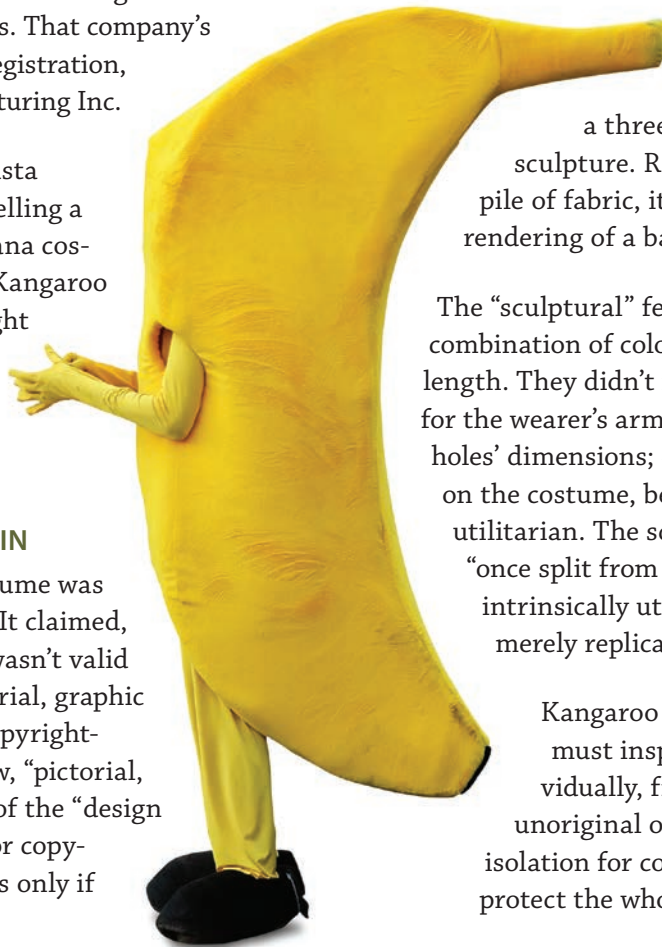 s. That company's
egistration,
turing Inc.
sta
elling a
ana cos-
Kangaroo
ght
IN
ume was
It claimed,
wasn't valid
rial, graphic
pyright-
w, “pictorial,
of the “design
or copy-
s only if
a three
sculpture. R
pile of fabric, it
rendering of a ba
The “sculptural” fe
combination of colo
length. They didn't
for the wearer's arm
holes' dimensions;
on the costume, be
utilitarian. The sc
“once split from
intrinsically ut
merely replica
Kangaroo
must insp
vidually, f
unoriginal o
isolation for co
protect the who